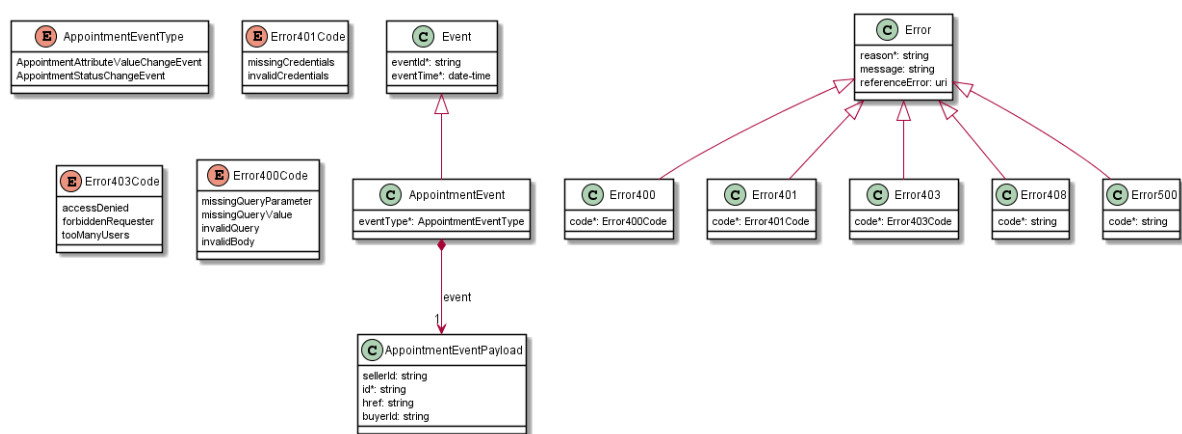 E AppointmentEventType
AppointmentAttributeValueChangeEvent
AppointmentStatusChangeEvent
E Error401Code
missingCredentials
invalidCredentials
C Event
eventId*: string
eventTime*: date-time
C Error
reason*: string
message: string
referenceError: uri
E Error403Code
accessDenied
forbiddenRequester
tooManyUsers
E Error400Code
missingQueryParameter
missingQueryValue
invalidQuery
invalidBody
C AppointmentEvent
eventType*: AppointmentEventType
C Error400
code*: Error400Code
C Error401
code*: Error401Code
C Error403
code*: Error403Code
C Error408
code*: string
C Error500
code*: string
event
1
C AppointmentEventPayload
sellerId: string
id*: string
href: string
buyerId: string